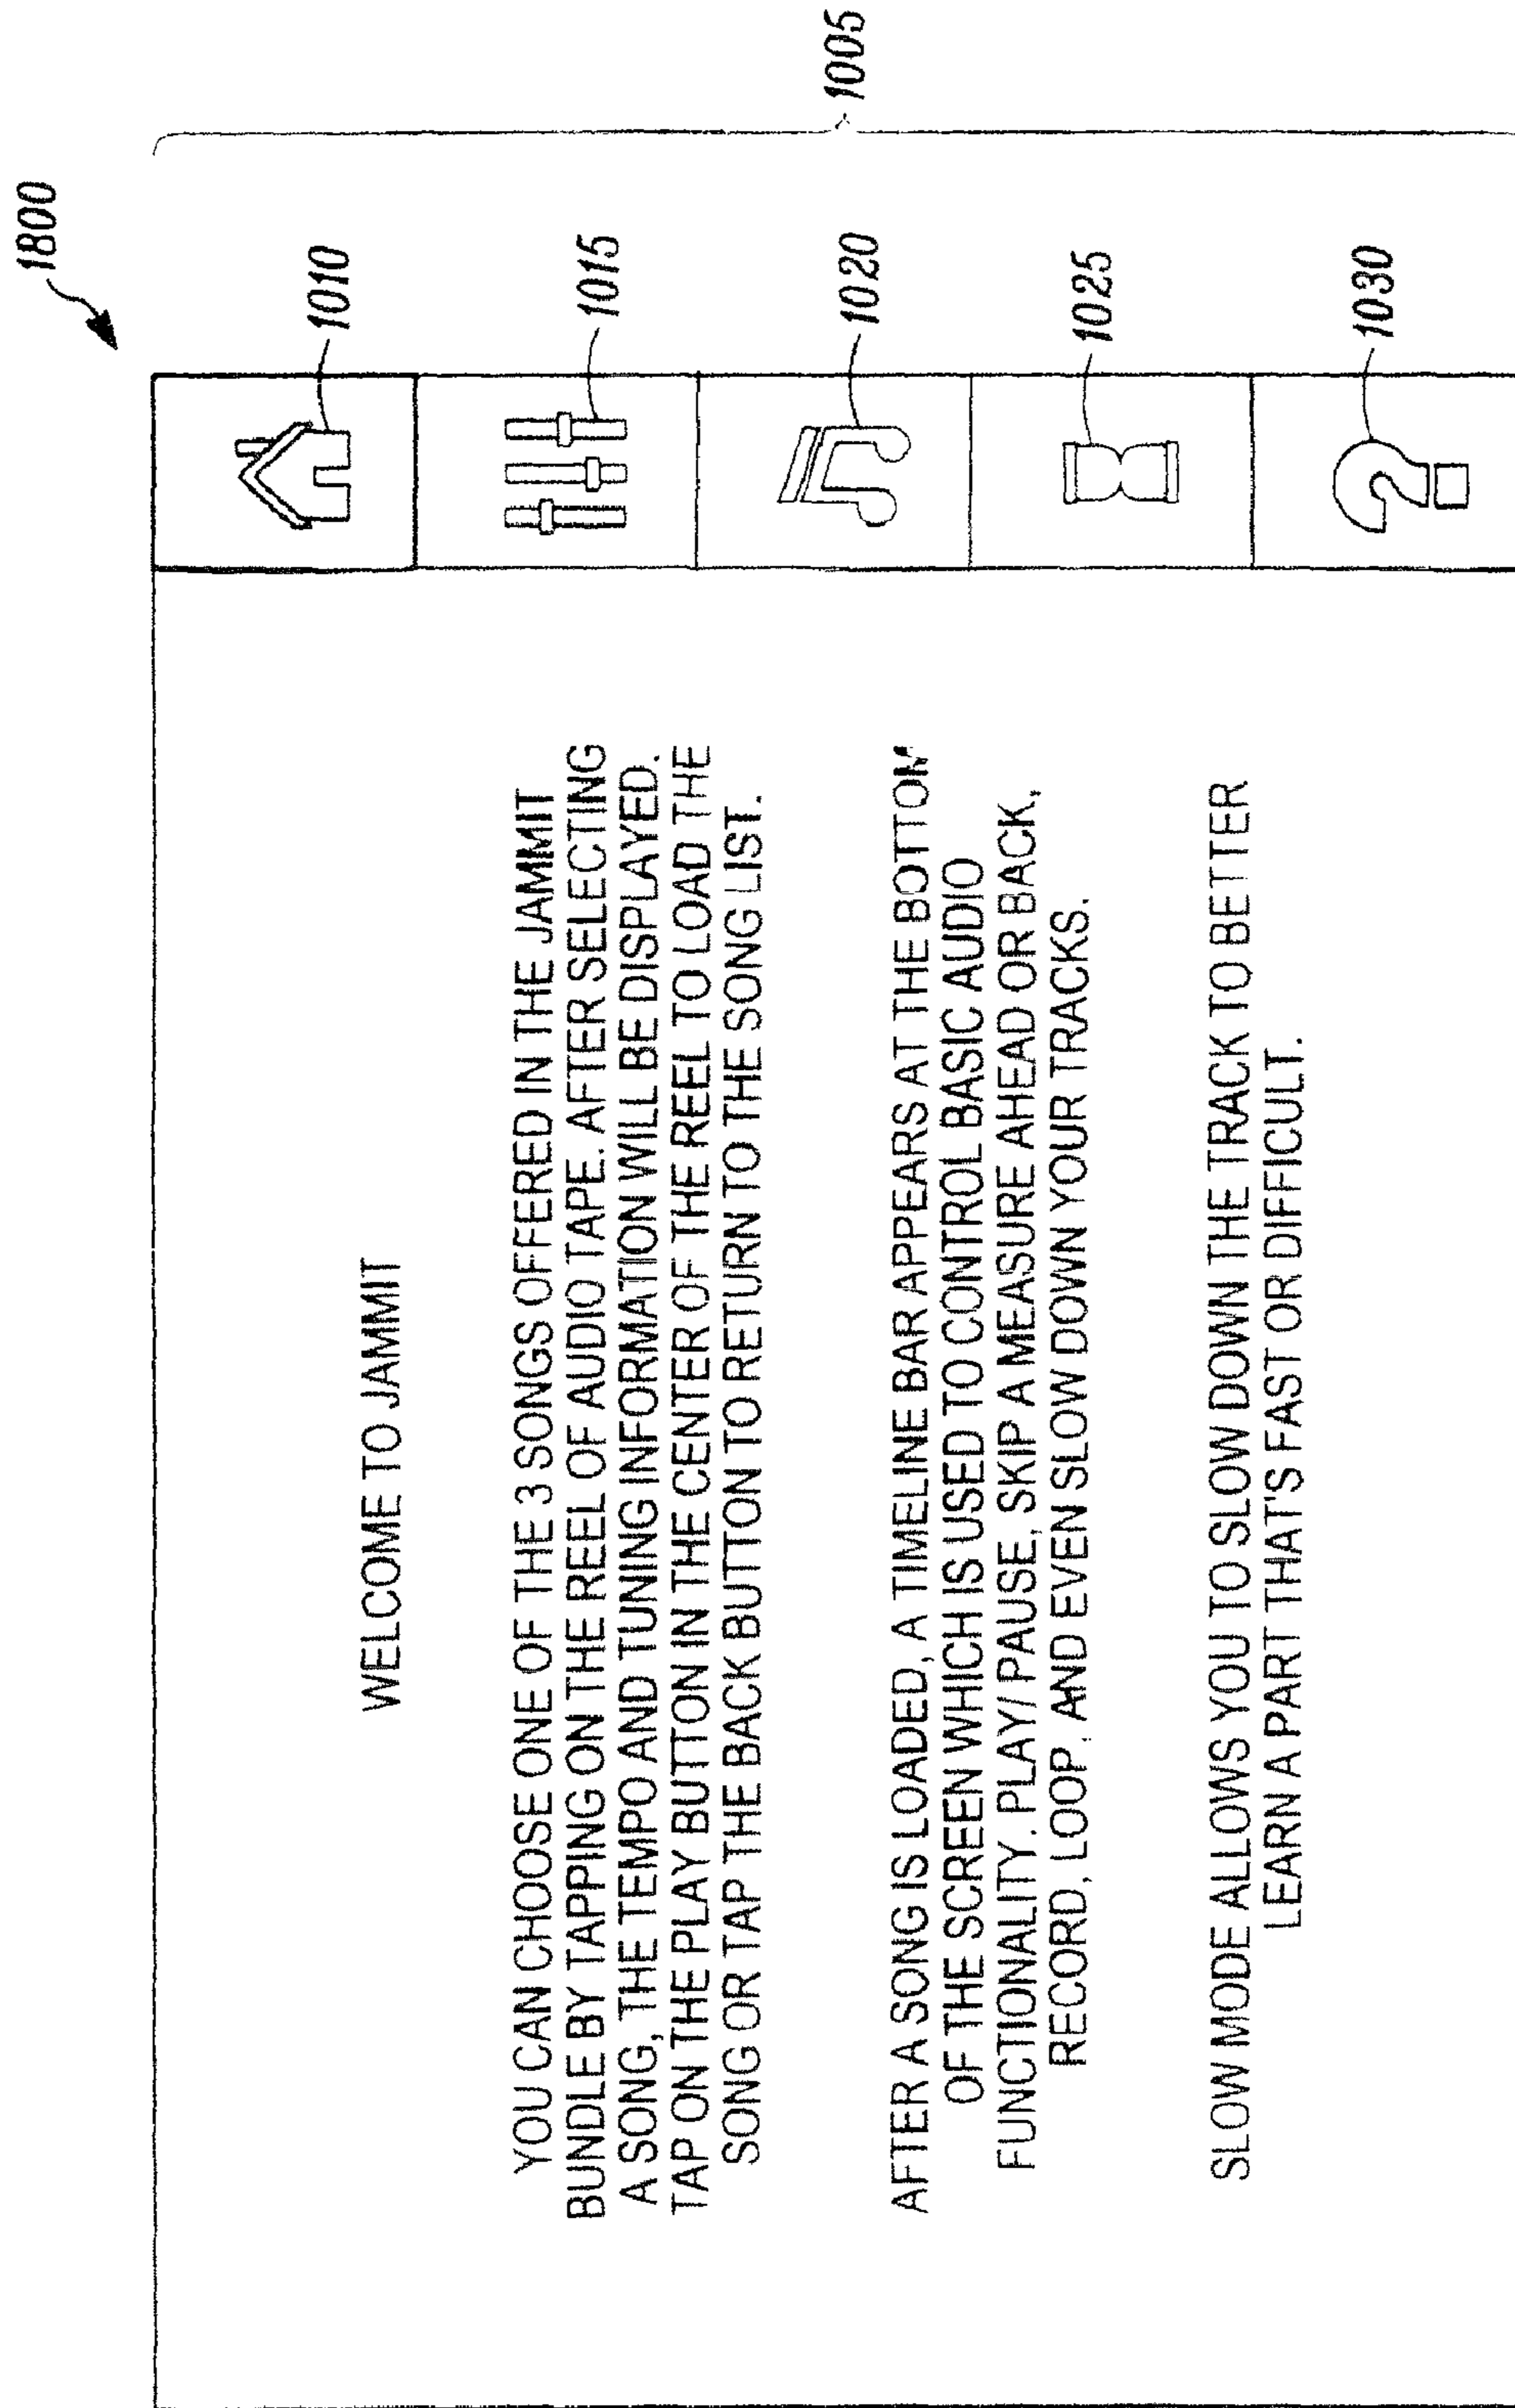 1800
1005
1010
1015
1020
1025
1030
WELCOME TO JAMMIT
YOU CAN CHOOSE ONE OF THE 3 SONGS OFFERED IN THE JAMMIT
BUNDLE BY TAPPING ON THE REEL OF AUDIO TAPE. AFTER SELECTING
A SONG, THE TEMPO AND TUNING INFORMATION WILL BE DISPLAYED.
TAP ON THE PLAY BUTTON IN THE CENTER OF THE REEL TO LOAD THE
SONG OR TAP THE BACK BUTTON TO RETURN TO THE SONG LIST.
AFTER A SONG IS LOADED, A TIMELINE BAR APPEARS AT THE BOTTOM
OF THE SCREEN WHICH IS USED TO CONTROL BASIC AUDIO
FUNCTIONALITY. PLAY/ PAUSE, SKIP A MEASURE AHEAD OR BACK,
RECORD, LOOP, AND EVEN SLOW DOWN YOUR TRACKS.
SLOW MODE ALLOWS YOU TO SLOW DOWN THE TRACK TO BETTER
LEARN A PART THAT'S FAST OR DIFFICULT.